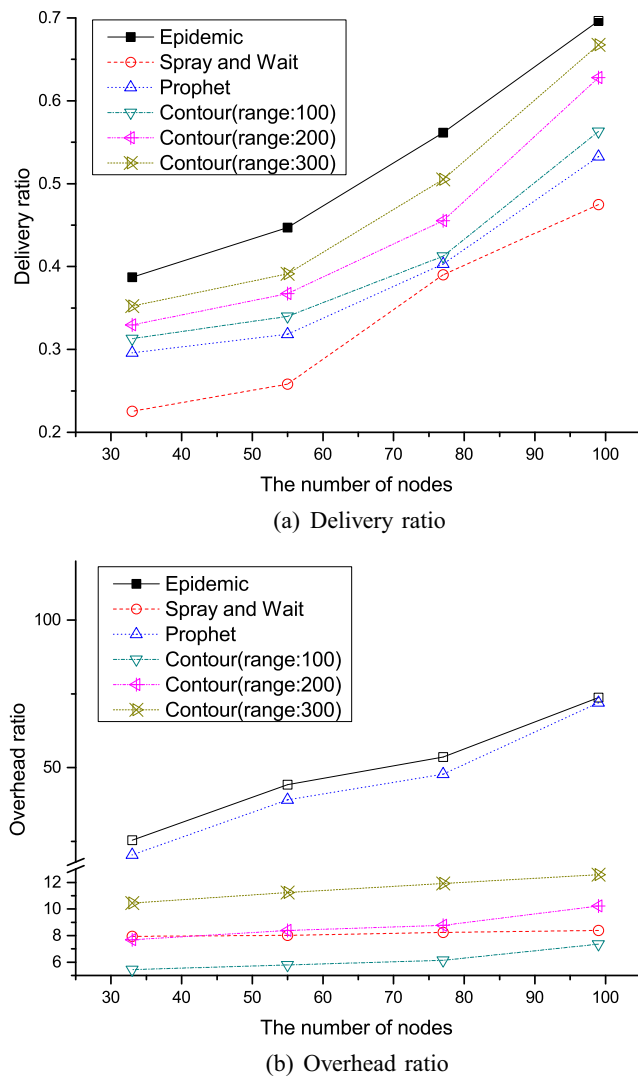 0.7
0.6
0.5
0.4
0.3
0.2
Delivery ratio
Epidemic
Spray and Wait
Prophet
Contour(range:100)
Contour(range:200)
Contour(range:300)
30 40 50 60 70 80 90 100
The number of nodes
(a) Delivery ratio
100
50
12
10
8
6
Overhead ratio
Epidemic
Spray and Wait
Prophet
Contour(range:100)
Contour(range:200)
Contour(range:300)
30 40 50 60 70 80 90 100
The number of nodes
(b) Overhead ratio